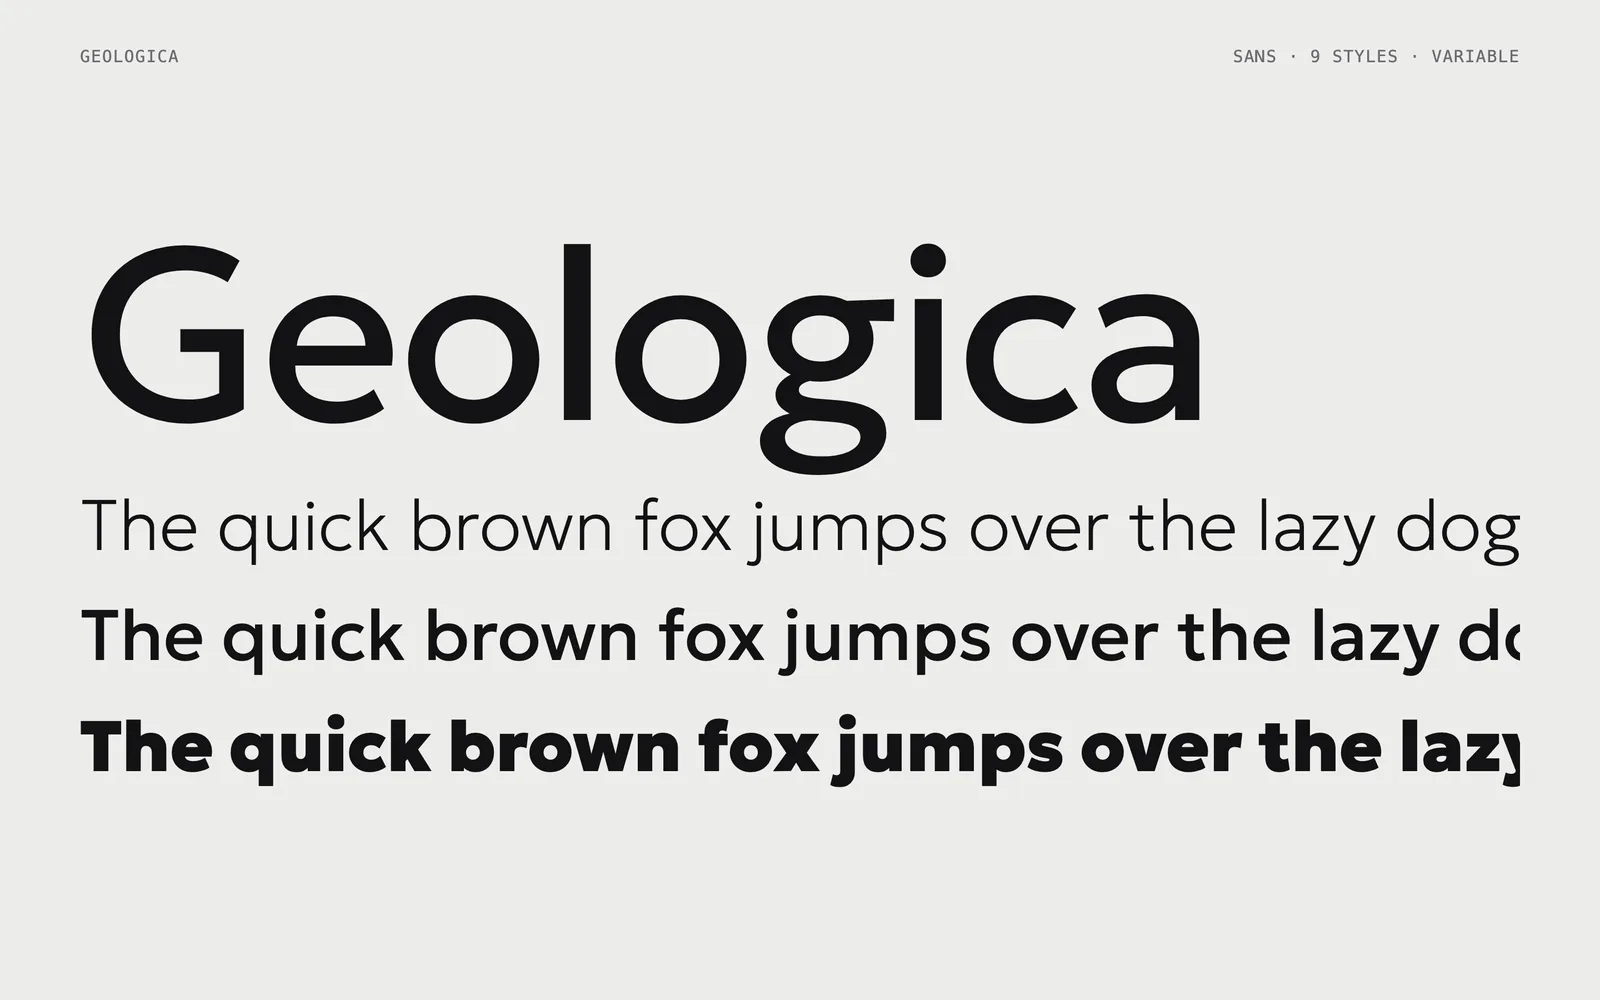 GEOLOGICA
SANS · 9 STYLES · VARIABLE
Geologica
The quick brown fox jumps over the lazy dog
The quick brown fox jumps over the lazy
The quick brown fox jumps over the lazy